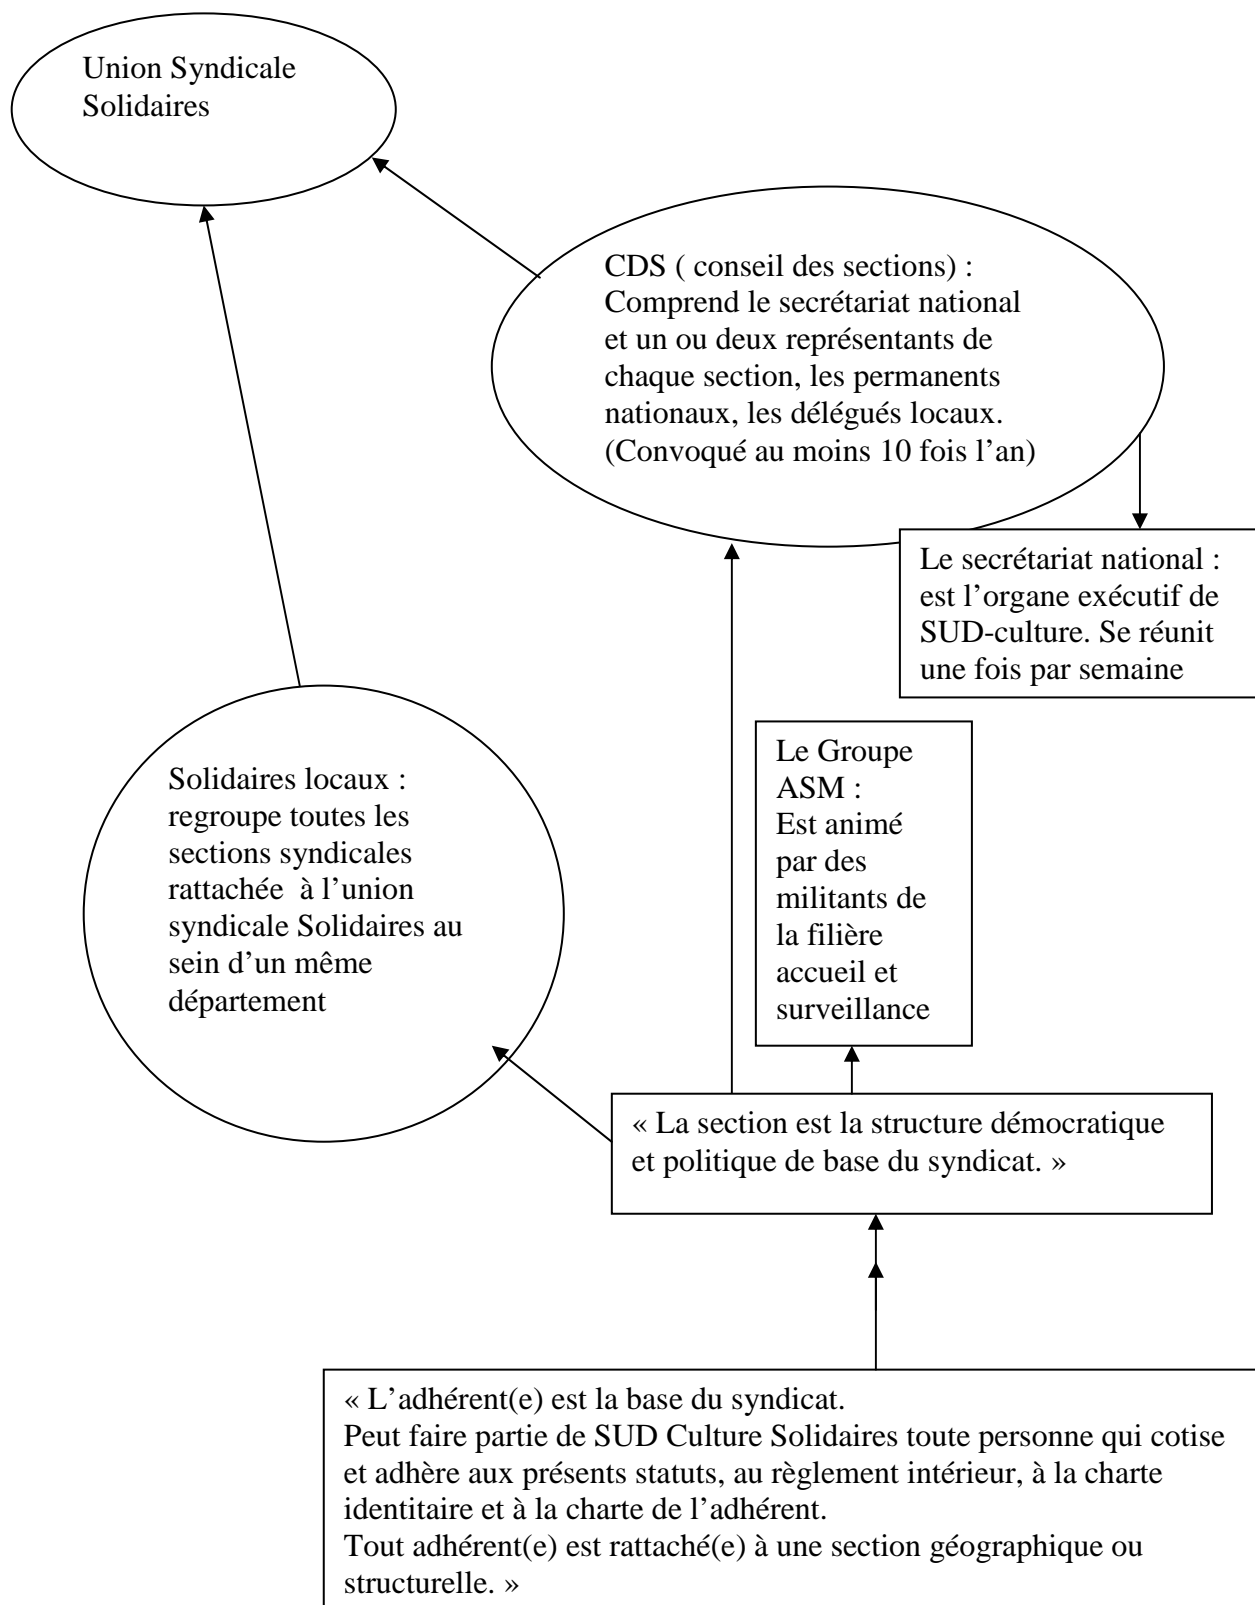 Union Syndicale
Solidaires
CDS ( conseil des sections) :
Comprend le secrétariat national
et un ou deux représentants de
chaque section, les permanents
nationaux, les délégués locaux.
(Convoqué au moins 10 fois l’an)
Le secrétariat national :
est l’organe exécutif de
SUD-culture. Se réunit
une fois par semaine
Solidaires locaux :
regroupe toutes les
sections syndicales
rattachée  à l’union
syndicale Solidaires au
sein d’un même
département
Le Groupe
ASM :
Est animé
par des
militants de
la filière
accueil et
surveillance
« La section est la structure démocratique
et politique de base du syndicat. »
« L’adhérent(e) est la base du syndicat.
Peut faire partie de SUD Culture Solidaires toute personne qui cotise
et adhère aux présents statuts, au règlement intérieur, à la charte
identitaire et à la charte de l’adhérent.
Tout adhérent(e) est rattaché(e) à une section géographique ou
structurelle. »